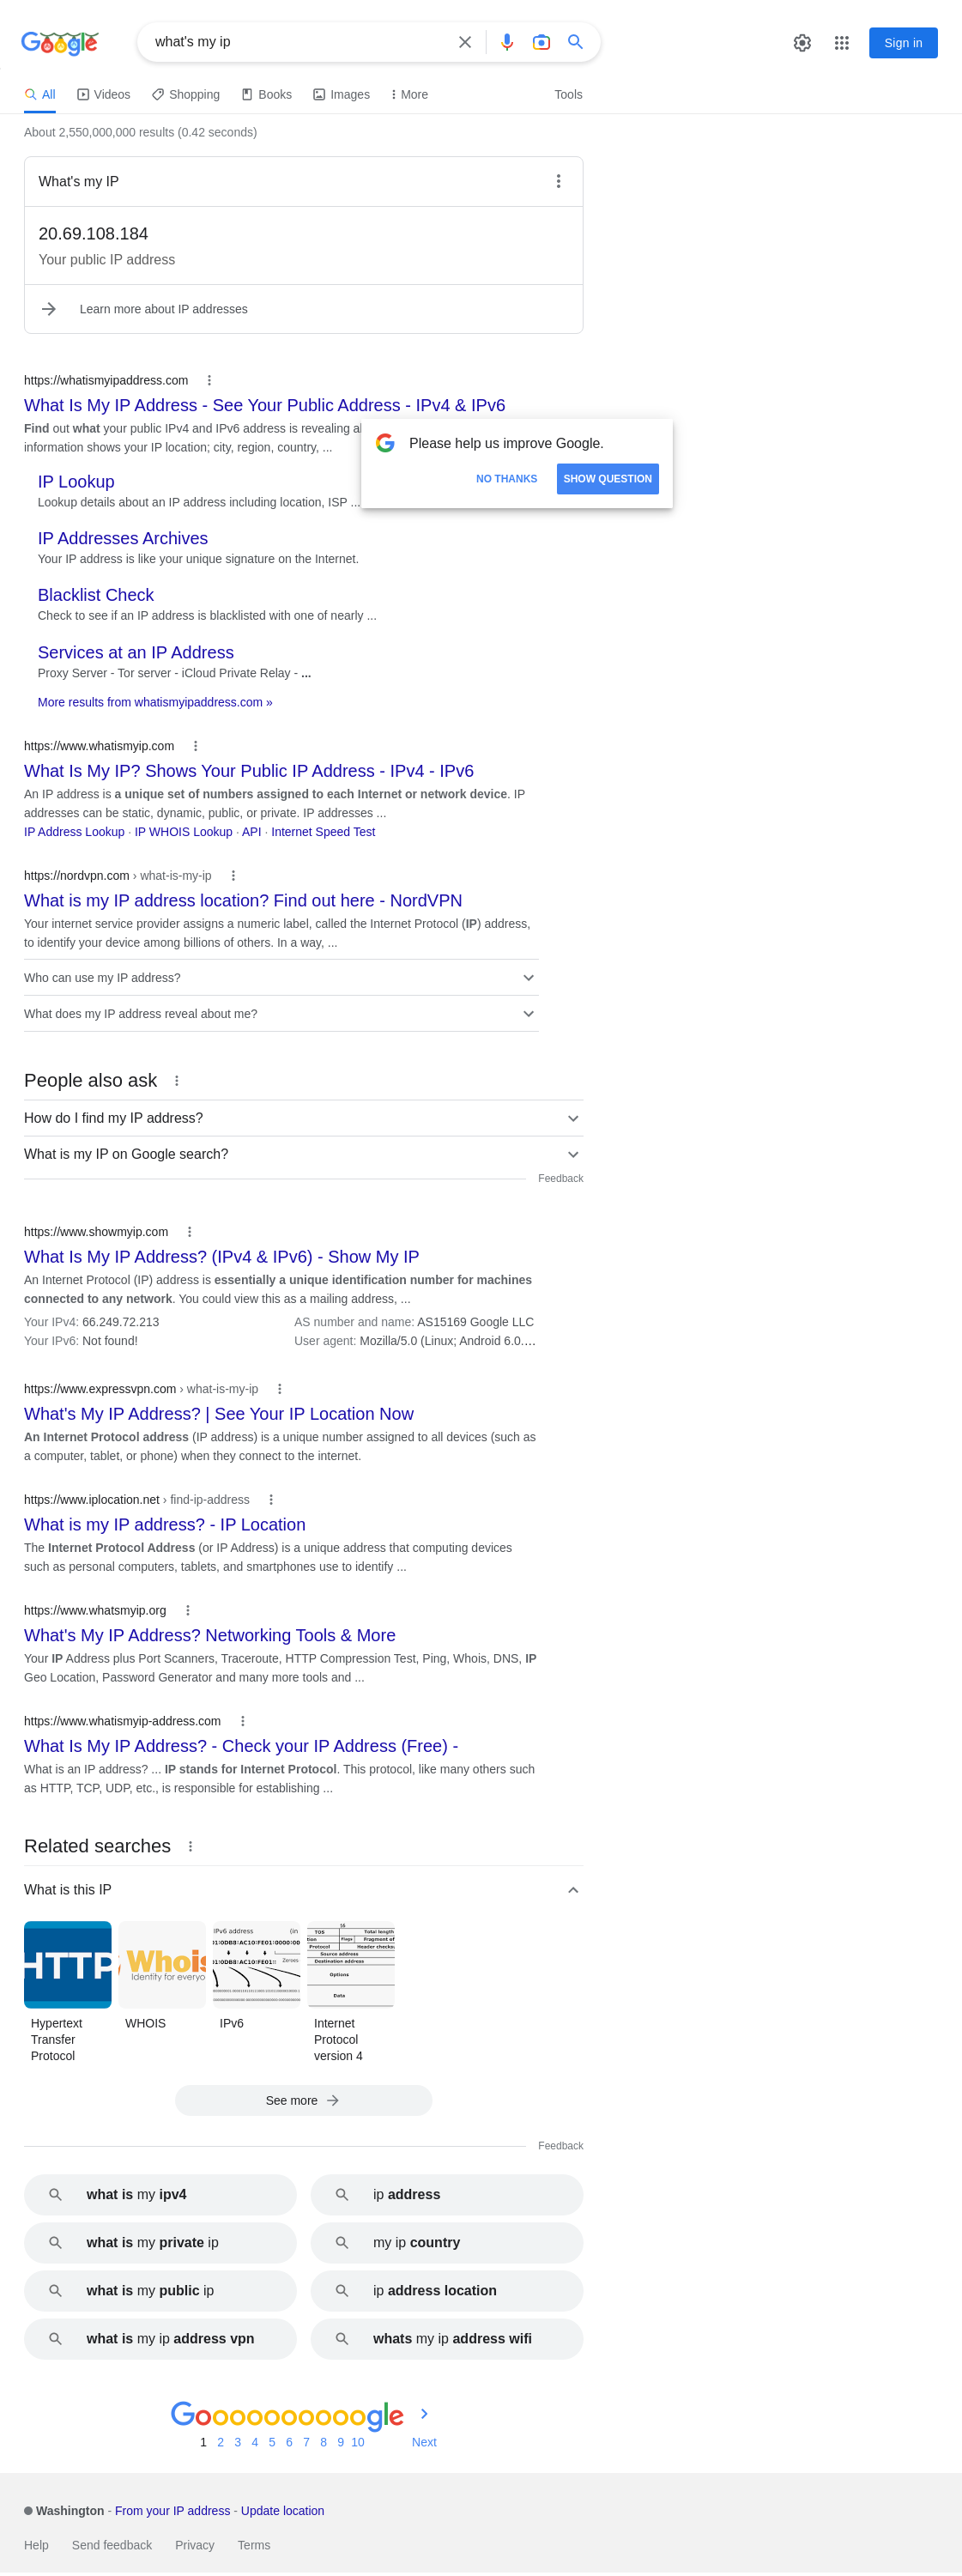 Google
what's my ip
Sign in
All Videos Shopping Books Images More Tools
About 2,550,000,000 results (0.42 seconds)
What's my IP
20.69.108.184
Your public IP address
Learn more about IP addresses
https://whatismyipaddress.com
What Is My IP Address - See Your Public Address - IPv4 & IPv6
Find out what your public IPv4 and IPv6 address is revealing
information shows your IP location; city, region, country, ...
Please help us improve Google.
NO THANKS SHOW QUESTION
IP Lookup
Lookup details about an IP address including location, ISP ...
IP Addresses Archives
Your IP address is like your unique signature on the Internet.
Blacklist Check
Check to see if an IP address is blacklisted with one of nearly ...
Services at an IP Address
Proxy Server - Tor server - iCloud Private Relay - ...
More results from whatismyipaddress.com »
https://www.whatismyip.com
What Is My IP? Shows Your Public IP Address - IPv4 - IPv6
An IP address is a unique set of numbers assigned to each Internet or network device. IP
addresses can be static, dynamic, public, or private. IP addresses ...
IP Address Lookup · IP WHOIS Lookup · API · Internet Speed Test
https://nordvpn.com › what-is-my-ip
What is my IP address location? Find out here - NordVPN
Your internet service provider assigns a numeric label, called the Internet Protocol (IP) address,
to identify your device among billions of others. In a way, ...
Who can use my IP address?
What does my IP address reveal about me?
People also ask
How do I find my IP address?
What is my IP on Google search?
Feedback
https://www.showmyip.com
What Is My IP Address? (IPv4 & IPv6) - Show My IP
An Internet Protocol (IP) address is essentially a unique identification number for machines
connected to any network. You could view this as a mailing address, ...
Your IPv4: 66.249.72.213 AS number and name: AS15169 Google LLC
Your IPv6: Not found! User agent: Mozilla/5.0 (Linux; Android 6.0....
https://www.expressvpn.com › what-is-my-ip
What's My IP Address? | See Your IP Location Now
An Internet Protocol address (IP address) is a unique number assigned to all devices (such as
a computer, tablet, or phone) when they connect to the internet.
https://www.iplocation.net › find-ip-address
What is my IP address? - IP Location
The Internet Protocol Address (or IP Address) is a unique address that computing devices
such as personal computers, tablets, and smartphones use to identify ...
https://www.whatsmyip.org
What's My IP Address? Networking Tools & More
Your IP Address plus Port Scanners, Traceroute, HTTP Compression Test, Ping, Whois, DNS, IP
Geo Location, Password Generator and many more tools and ...
https://www.whatismyip-address.com
What Is My IP Address? - Check your IP Address (Free) -
What is an IP address? ... IP stands for Internet Protocol. This protocol, like many others such
as HTTP, TCP, UDP, etc., is responsible for establishing ...
Related searches
What is this IP
HTTP
Whois
Identity for everyo
IPv6 address (in
Zeroes
16
TOS Total length
Flags Fragment of
Protocol Header checks
Source address
Destination address
Options
Data
Hypertext
Transfer
Protocol
WHOIS
IPv6
Internet
Protocol
version 4
See more
Feedback
what is my ipv4
ip address
what is my private ip
my ip country
what is my public ip
ip address location
what is my ip address vpn
whats my ip address wifi
Goooooooooogle
1 2 3 4 5 6 7 8 9 10 Next
Washington - From your IP address - Update location
Help Send feedback Privacy Terms